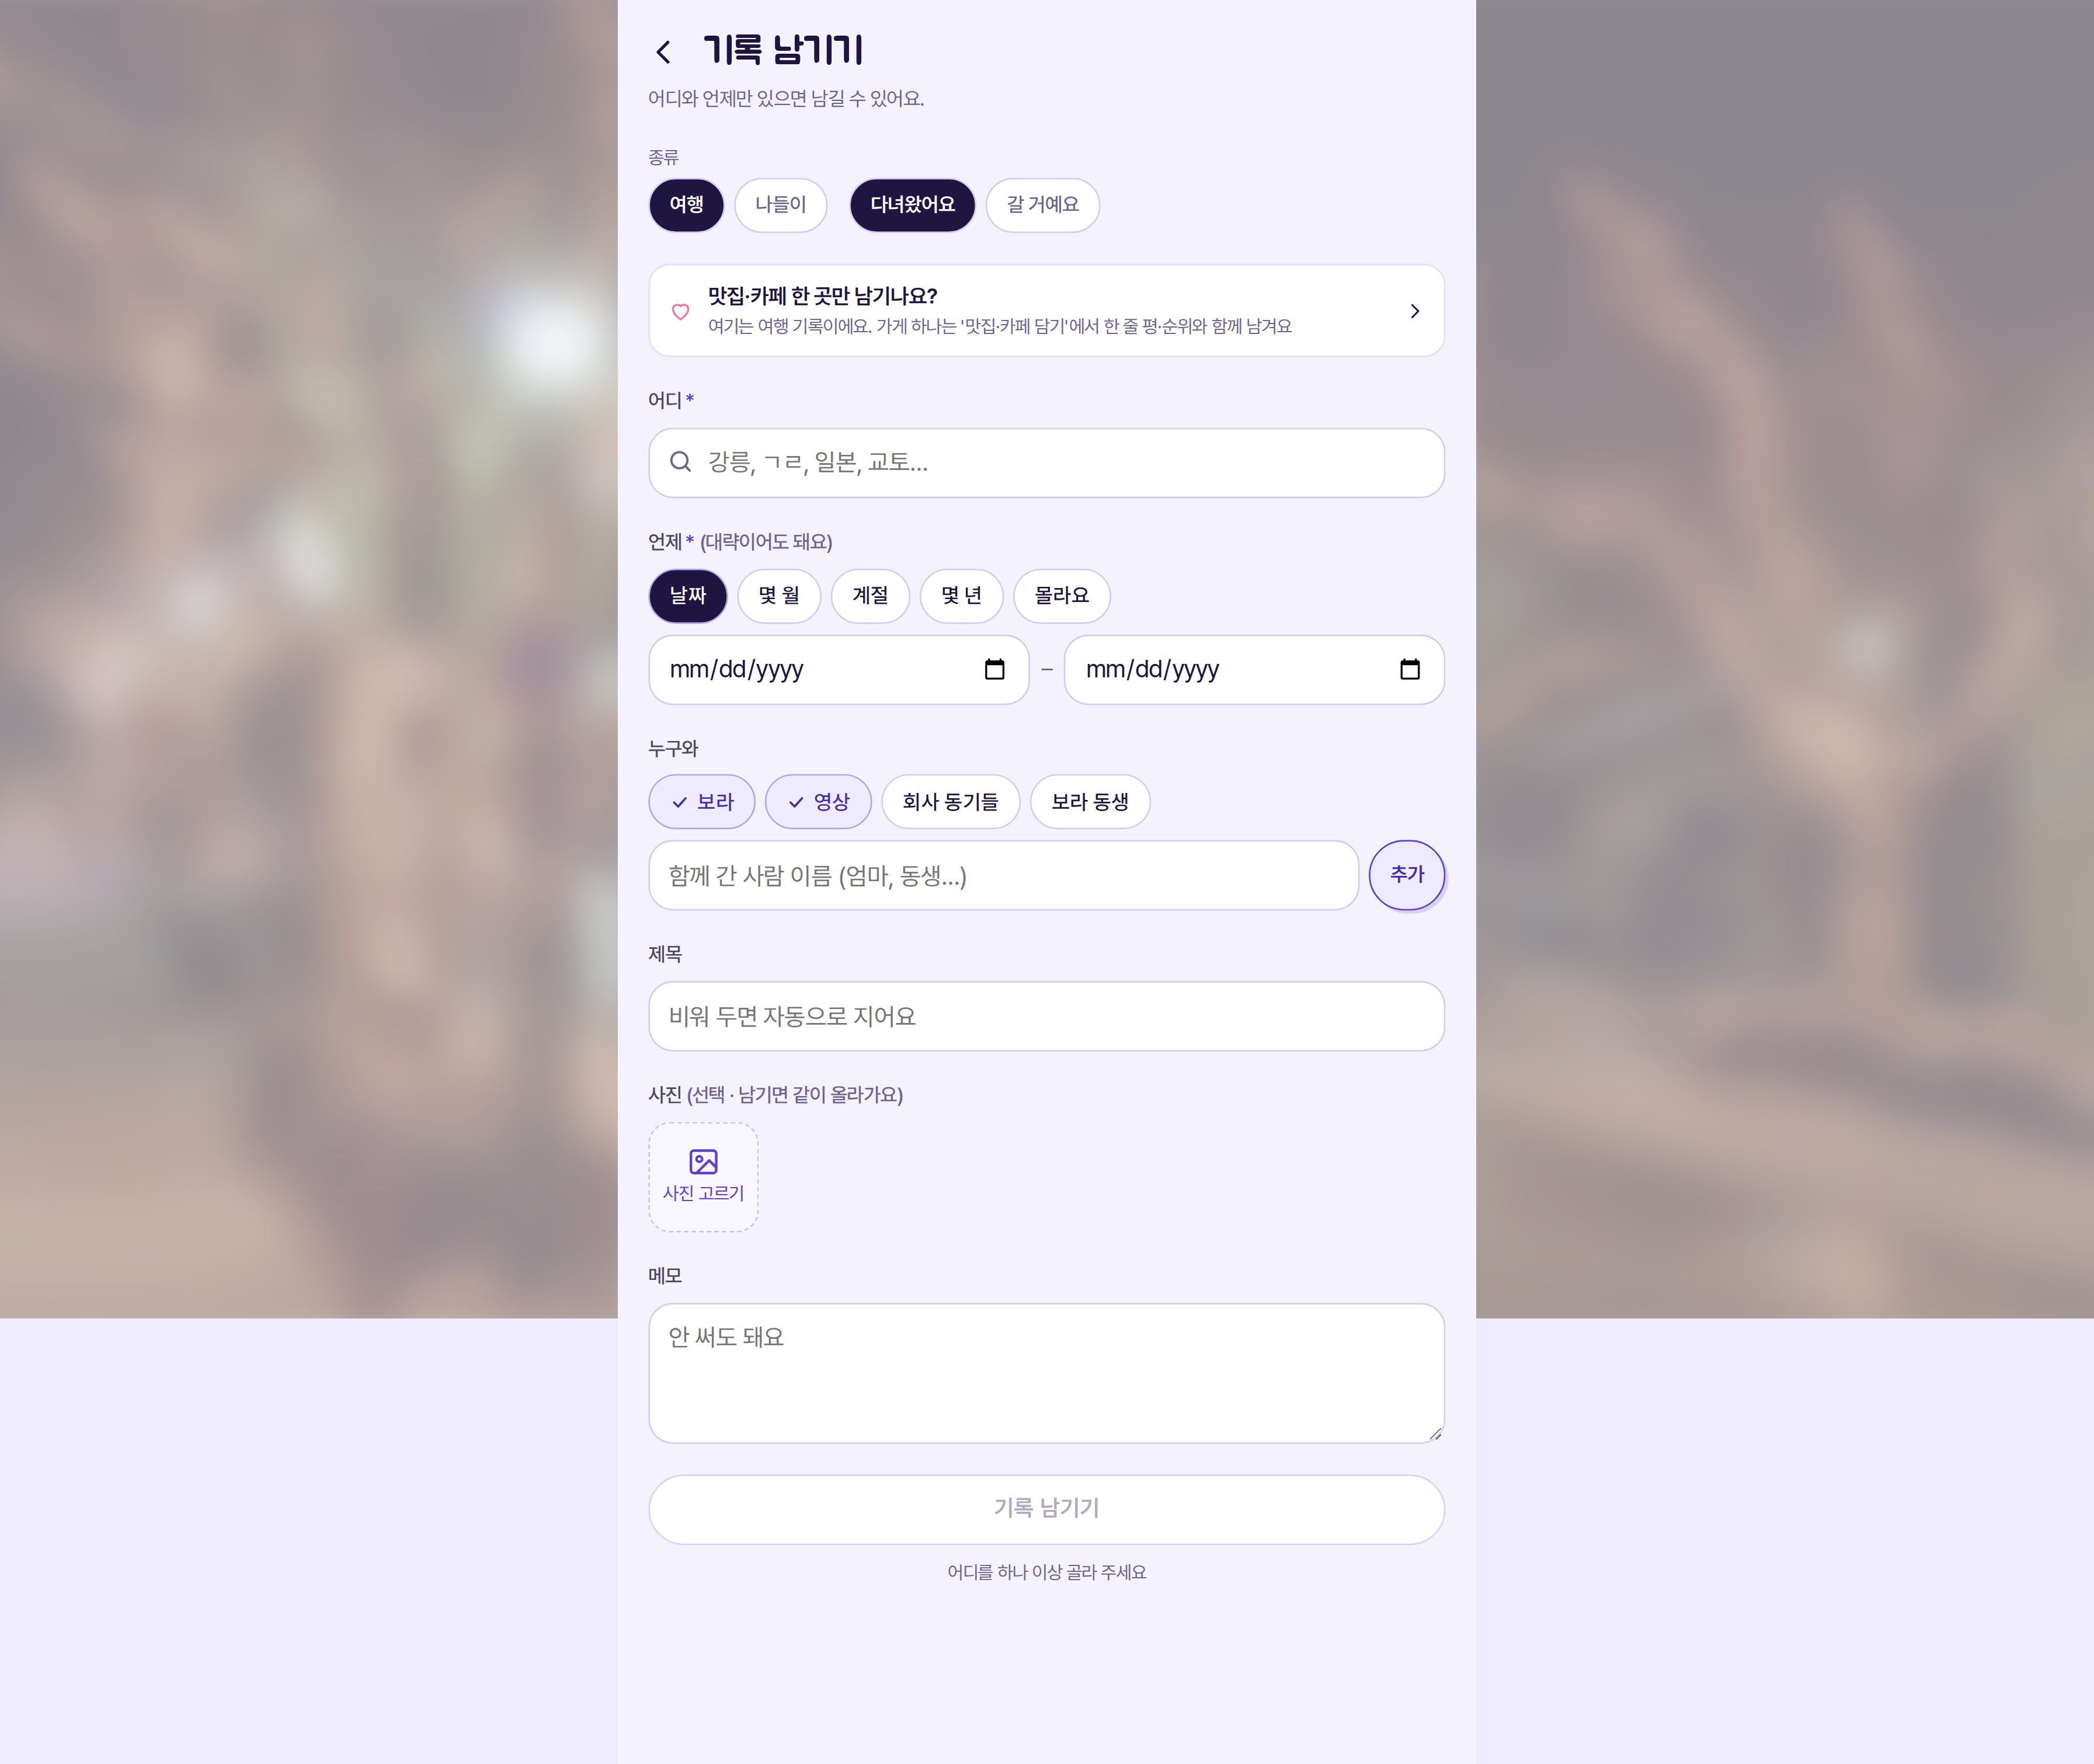 기록 남기기
어디와 언제만 있으면 남길 수 있어요.
종류
여행 나들이 다녀왔어요 갈 거예요
맛집·카페 한 곳만 남기나요?
여기는 여행 기록이에요. 가게 하나는 '맛집·카페 담기'에서 한 줄 평·순위와 함께 남겨요
어디 *
강릉, ㄱㄹ, 일본, 교토...
언제 * (대략이어도 돼요)
날짜 몇 월 계절 몇 년 몰라요
mm/dd/yyyy – mm/dd/yyyy
누구와
보라 영상 회사 동기들 보라 동생
함께 간 사람 이름 (엄마, 동생...) 추가
제목
비워 두면 자동으로 지어요
사진 (선택 · 남기면 같이 올라가요)
사진 고르기
메모
안 써도 돼요
기록 남기기
어디를 하나 이상 골라 주세요